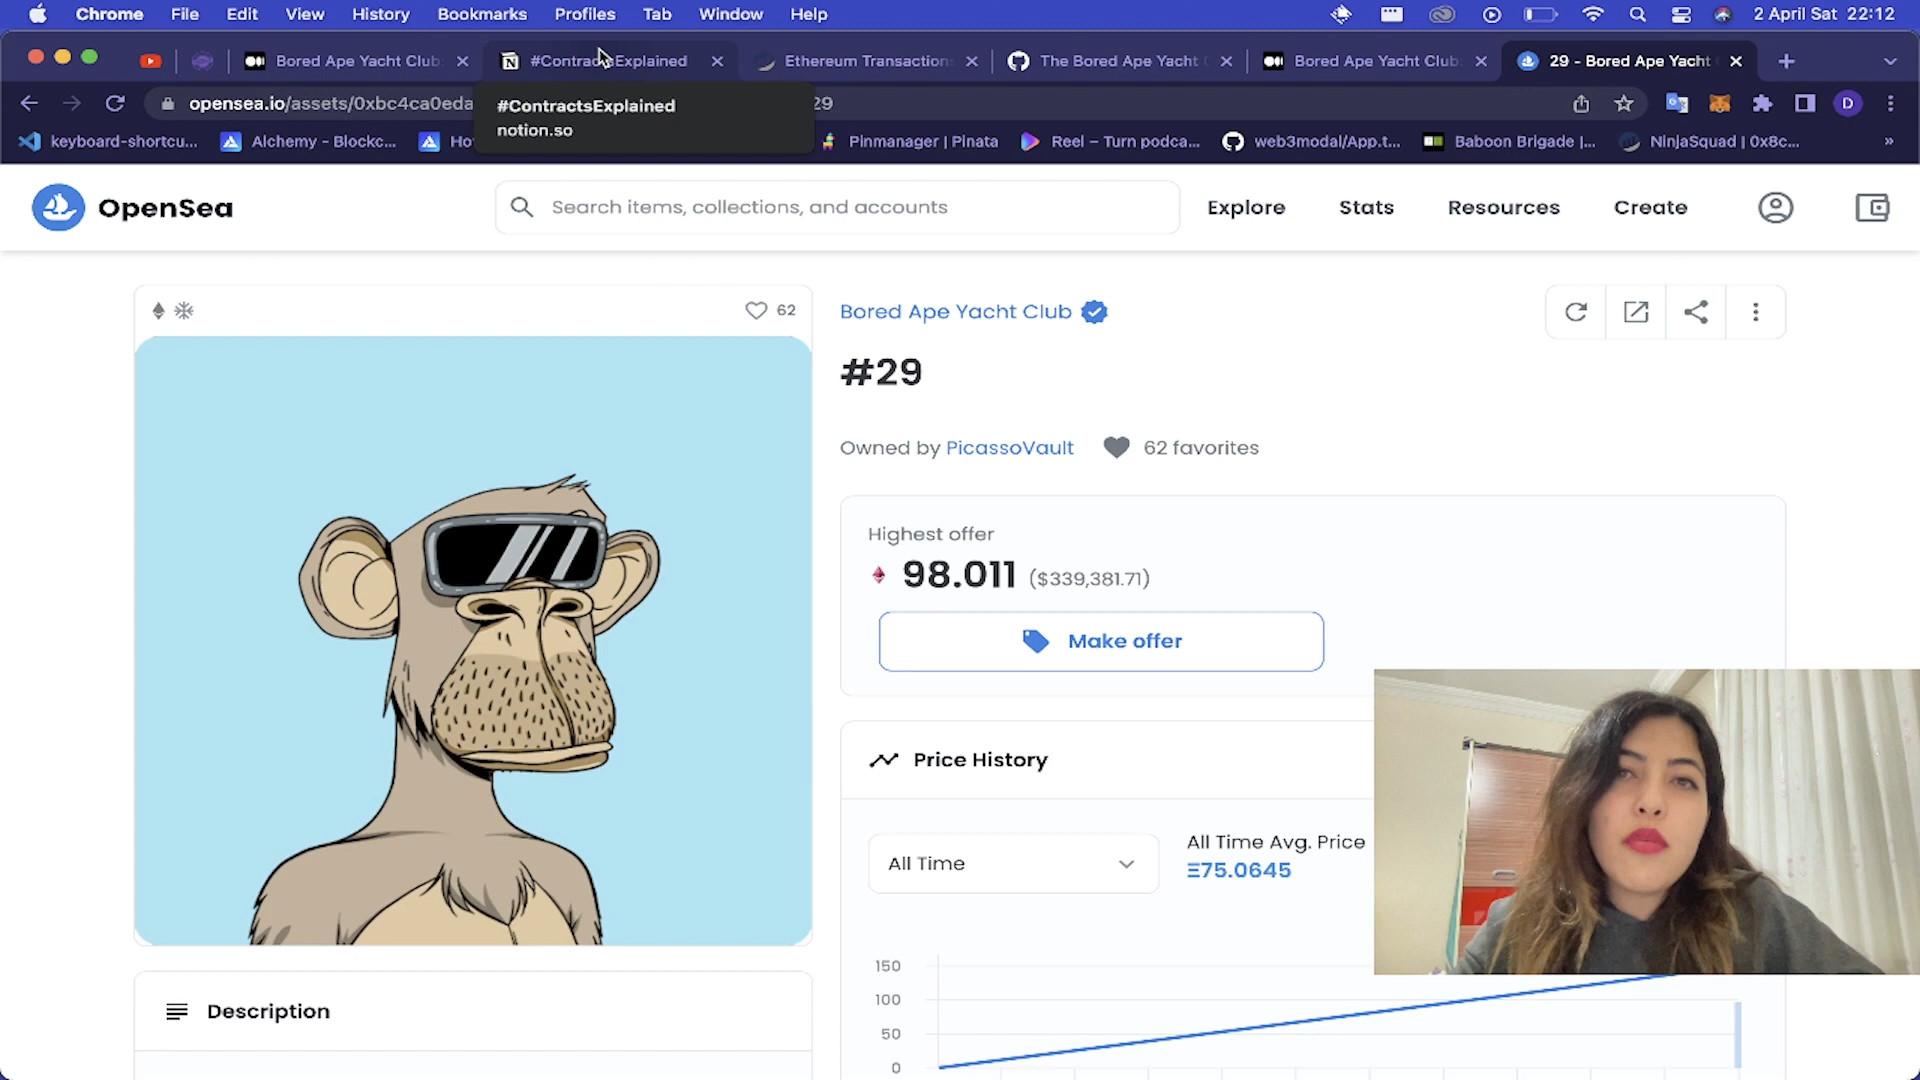 Chrome File Edit View History Bookmarks Profiles Tab Window Help 2 April Sat 22:12
Bored Ape Yacht Club #ContractsExplained Ethereum Transactions The Bored Ape Yacht Bored Ape Yacht Club 29 - Bored Ape Yacht
opensea.io/assets/0xbc4ca0eda 29 D
#ContractsExplained
notion.so
keyboard-shortcu... Alchemy – Blockc... Ho Pinmanager | Pinata Reel – Turn podca... web3modal/App.t... Baboon Brigade |... NinjaSquad | 0x8c... »
OpenSea
Search items, collections, and accounts
Explore Stats Resources Create
62
Bored Ape Yacht Club
#29
Owned by PicassoVault 62 favorites
Highest offer
98.011 ($339,381.71)
Make offer
Price History
All Time
All Time Avg. Price
Ξ75.0645
150
100
50
0
Description